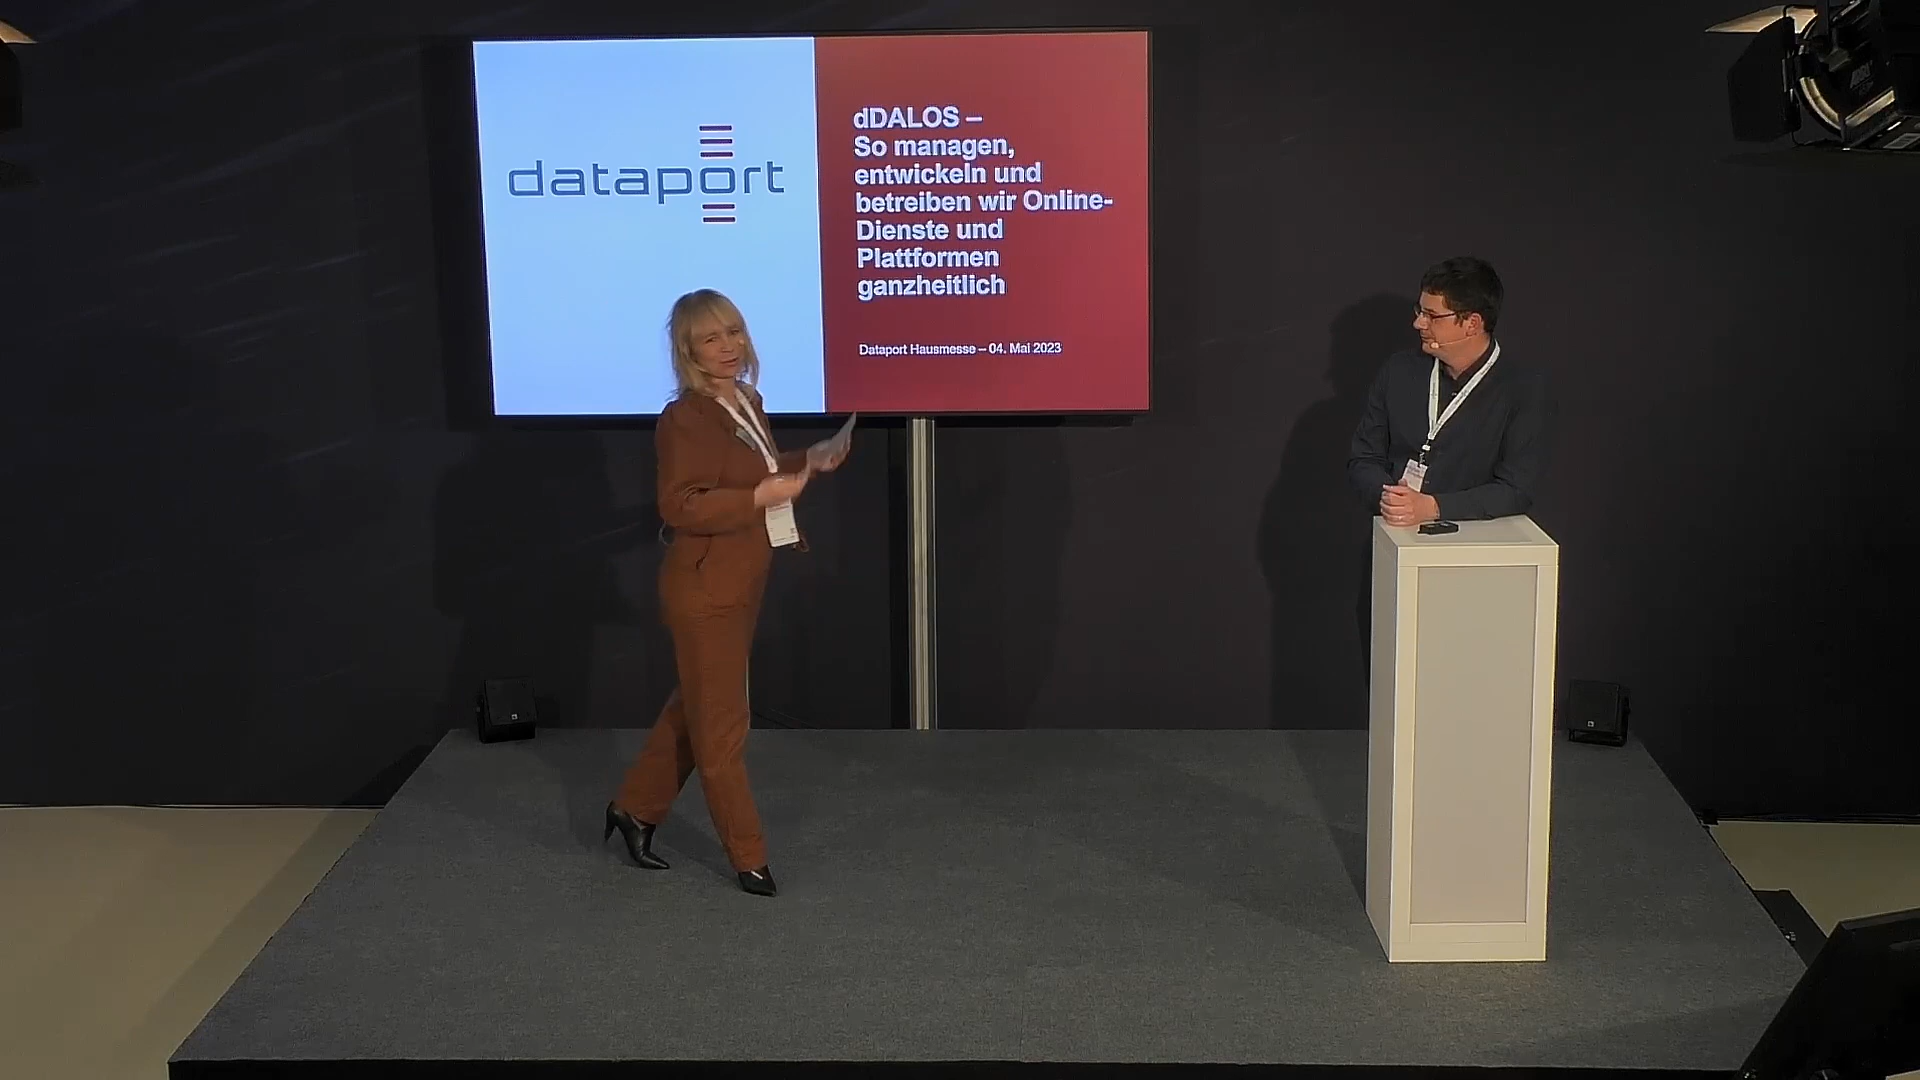 dataport
dDALOS –
So managen,
entwickeln und
betreiben wir Online-
Dienste und
Plattformen
ganzheitlich
Dataport Hausmesse – 04. Mai 2023